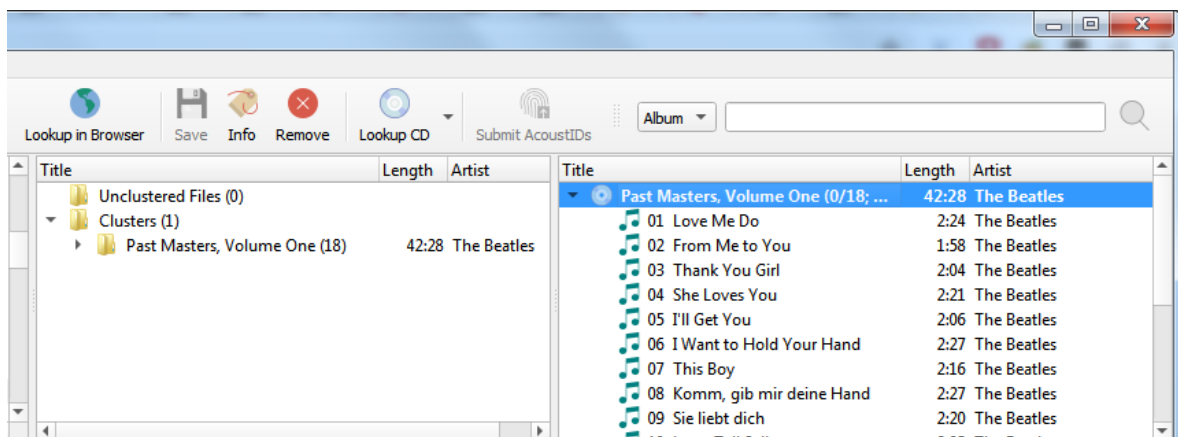 Lookup in Browser Save Info Remove Lookup CD Submit AcoustIDs Album
Title Length Artist
Unclustered Files (0)
Clusters (1)
Past Masters, Volume One (18) 42:28 The Beatles
Title Length Artist
Past Masters, Volume One (0/18; ... 42:28 The Beatles
01 Love Me Do 2:24 The Beatles
02 From Me to You 1:58 The Beatles
03 Thank You Girl 2:04 The Beatles
04 She Loves You 2:21 The Beatles
05 I'll Get You 2:06 The Beatles
06 I Want to Hold Your Hand 2:27 The Beatles
07 This Boy 2:16 The Beatles
08 Komm, gib mir deine Hand 2:27 The Beatles
09 Sie liebt dich 2:20 The Beatles